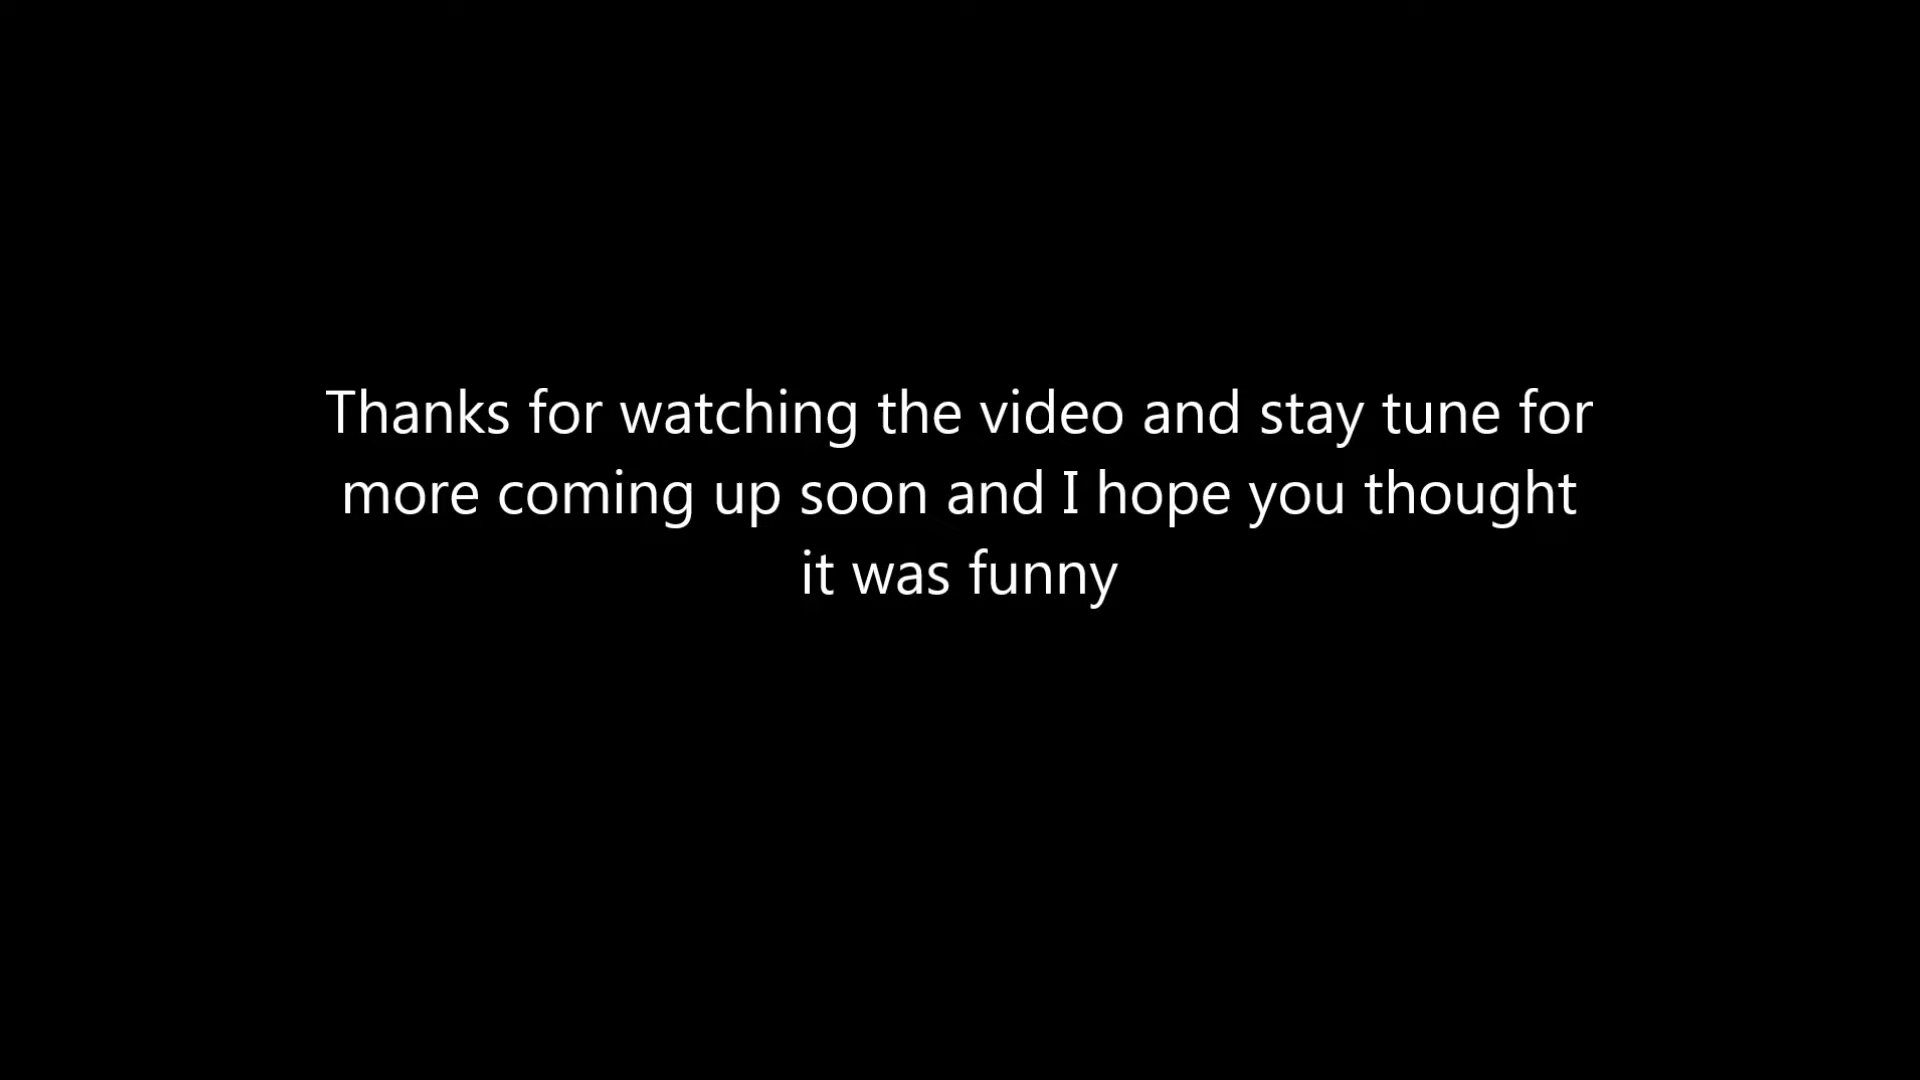 Thanks for watching the video and stay tune for
more coming up soon and I hope you thought
it was funny